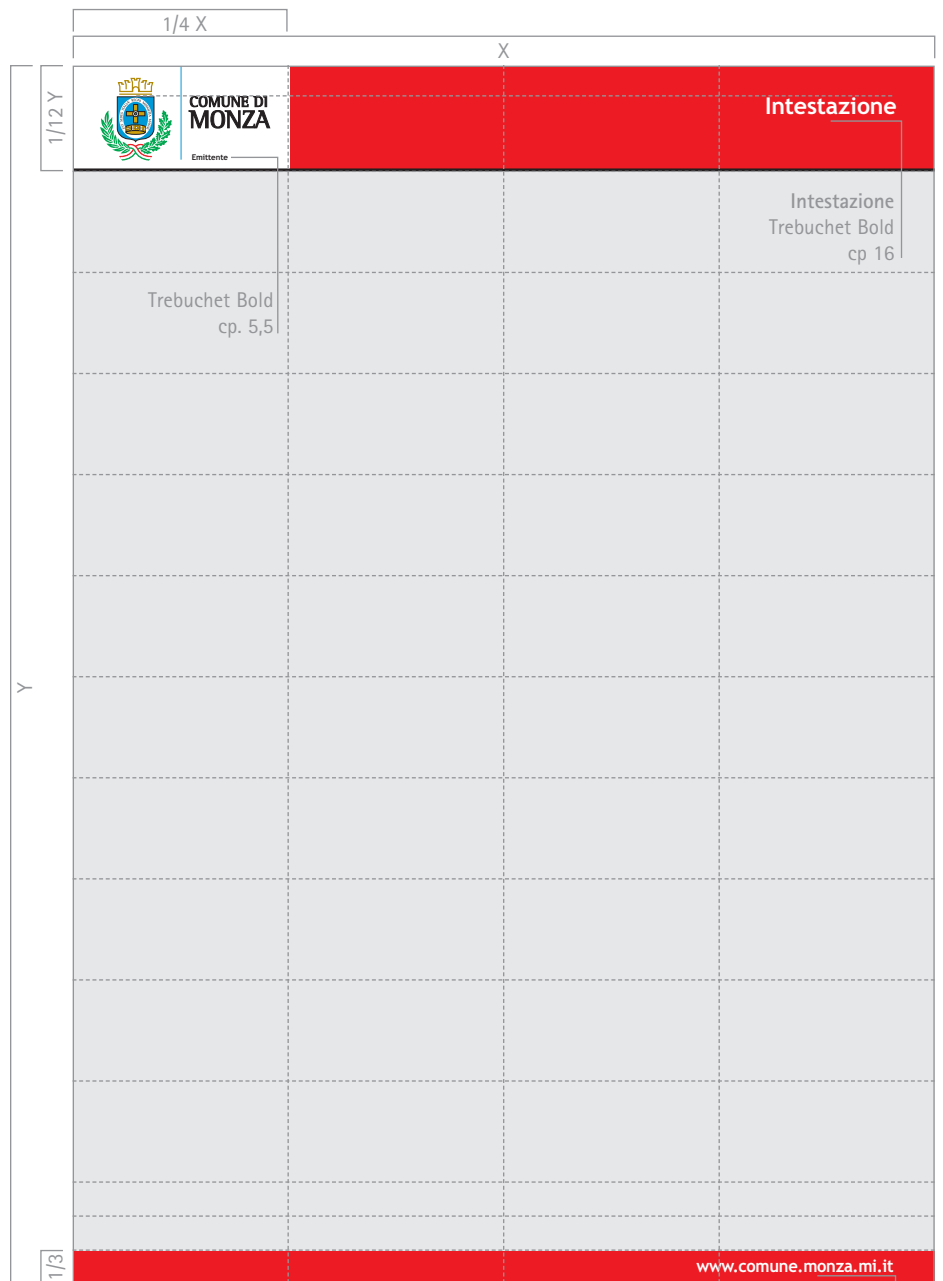 1/4 X
X
1/12 Y
COMUNE DI
MONZA
Emittente
Intestazione
Intestazione
Trebuchet Bold
cp 16
Trebuchet Bold
cp. 5,5
Y
1/3
www.comune.monza.mi.it